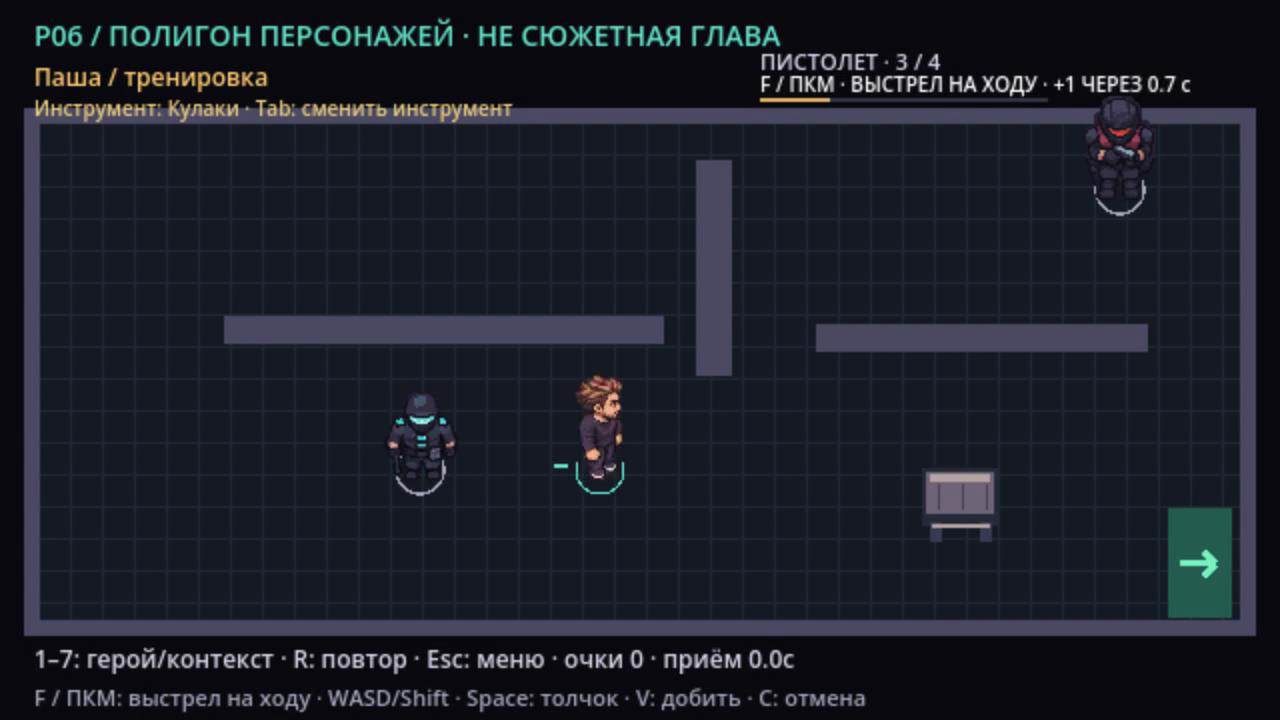 P06 / ПОЛИГОН ПЕРСОНАЖЕЙ · НЕ СЮЖЕТНАЯ ГЛАВА
ПИСТОЛЕТ · 3 / 4
Паша / тренировка
F / ПКМ · ВЫСТРЕЛ НА ХОДУ · +1 ЧЕРЕЗ 0.7 с
Инструмент: Кулаки · Tab: сменить инструмент
1–7: герой/контекст · R: повтор · Esc: меню · очки 0 · приём 0.0с
F / ПКМ: выстрел на ходу · WASD/Shift · Space: толчок · V: добить · C: отмена